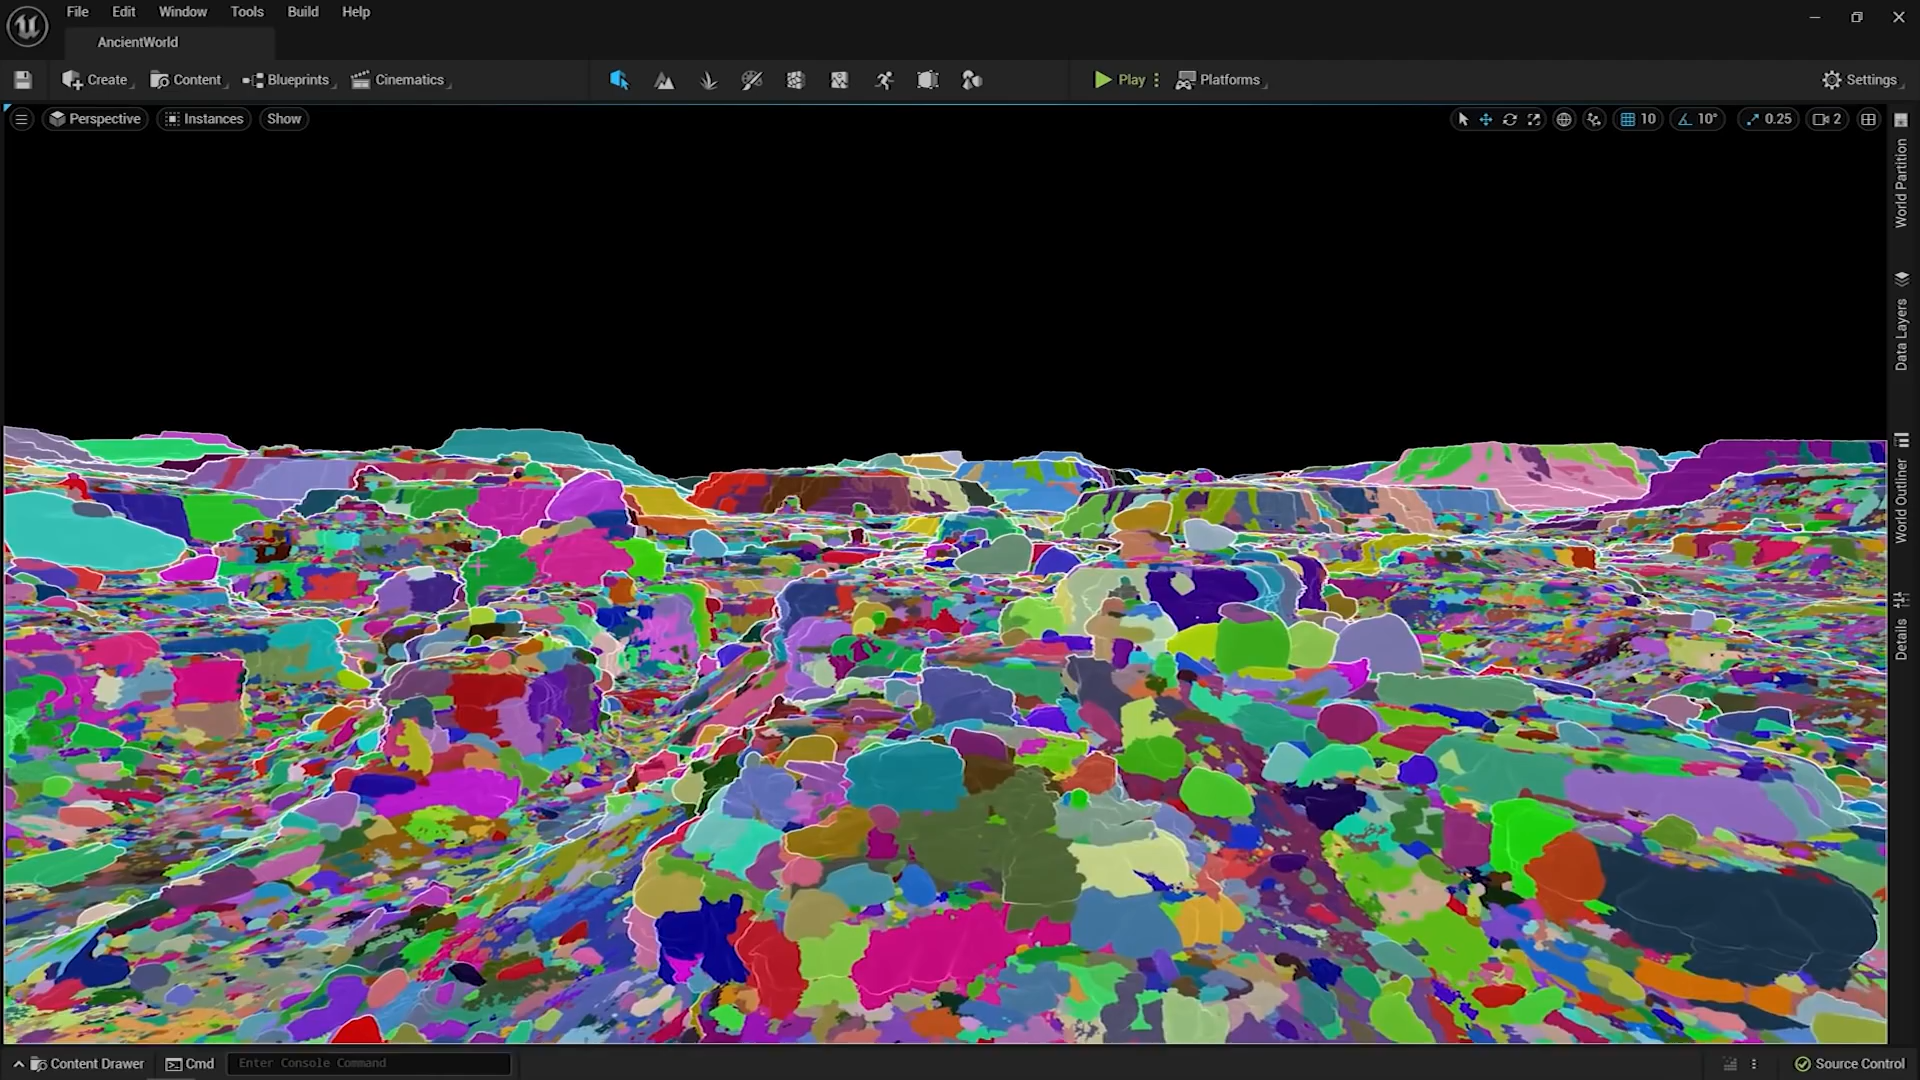 File Edit Window Tools Build Help
AncientWorld
Create Content Blueprints Cinematics Play Platforms Settings
Perspective Instances Show 10 10° 0.25 2
World Partition
Data Layers
World Outliner
Details
Content Drawer Cmd Enter Console Command Source Control